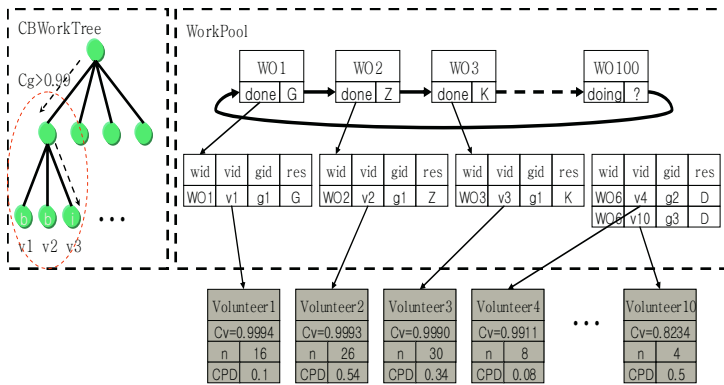 CBWorkTree
Cg>0.99
b b i
v1 v2 v3
WorkPool
WO1 WO2 WO3 WO100
done G done Z done K doing ?
wid vid gid res wid vid gid res wid vid gid res wid vid gid res
WO1 v1 g1 G WO2 v2 g1 Z WO3 v3 g1 K WO6 v4 g2 D
WO6 v10 g3 D
Volunteer1 Volunteer2 Volunteer3 Volunteer4 Volunteer10
Cv=0.9994 Cv=0.9993 Cv=0.9990 Cv=0.9911 Cv=0.8234
n 16 n 26 n 30 n 8 n 4
CPD 0.1 CPD 0.54 CPD 0.34 CPD 0.08 CPD 0.5